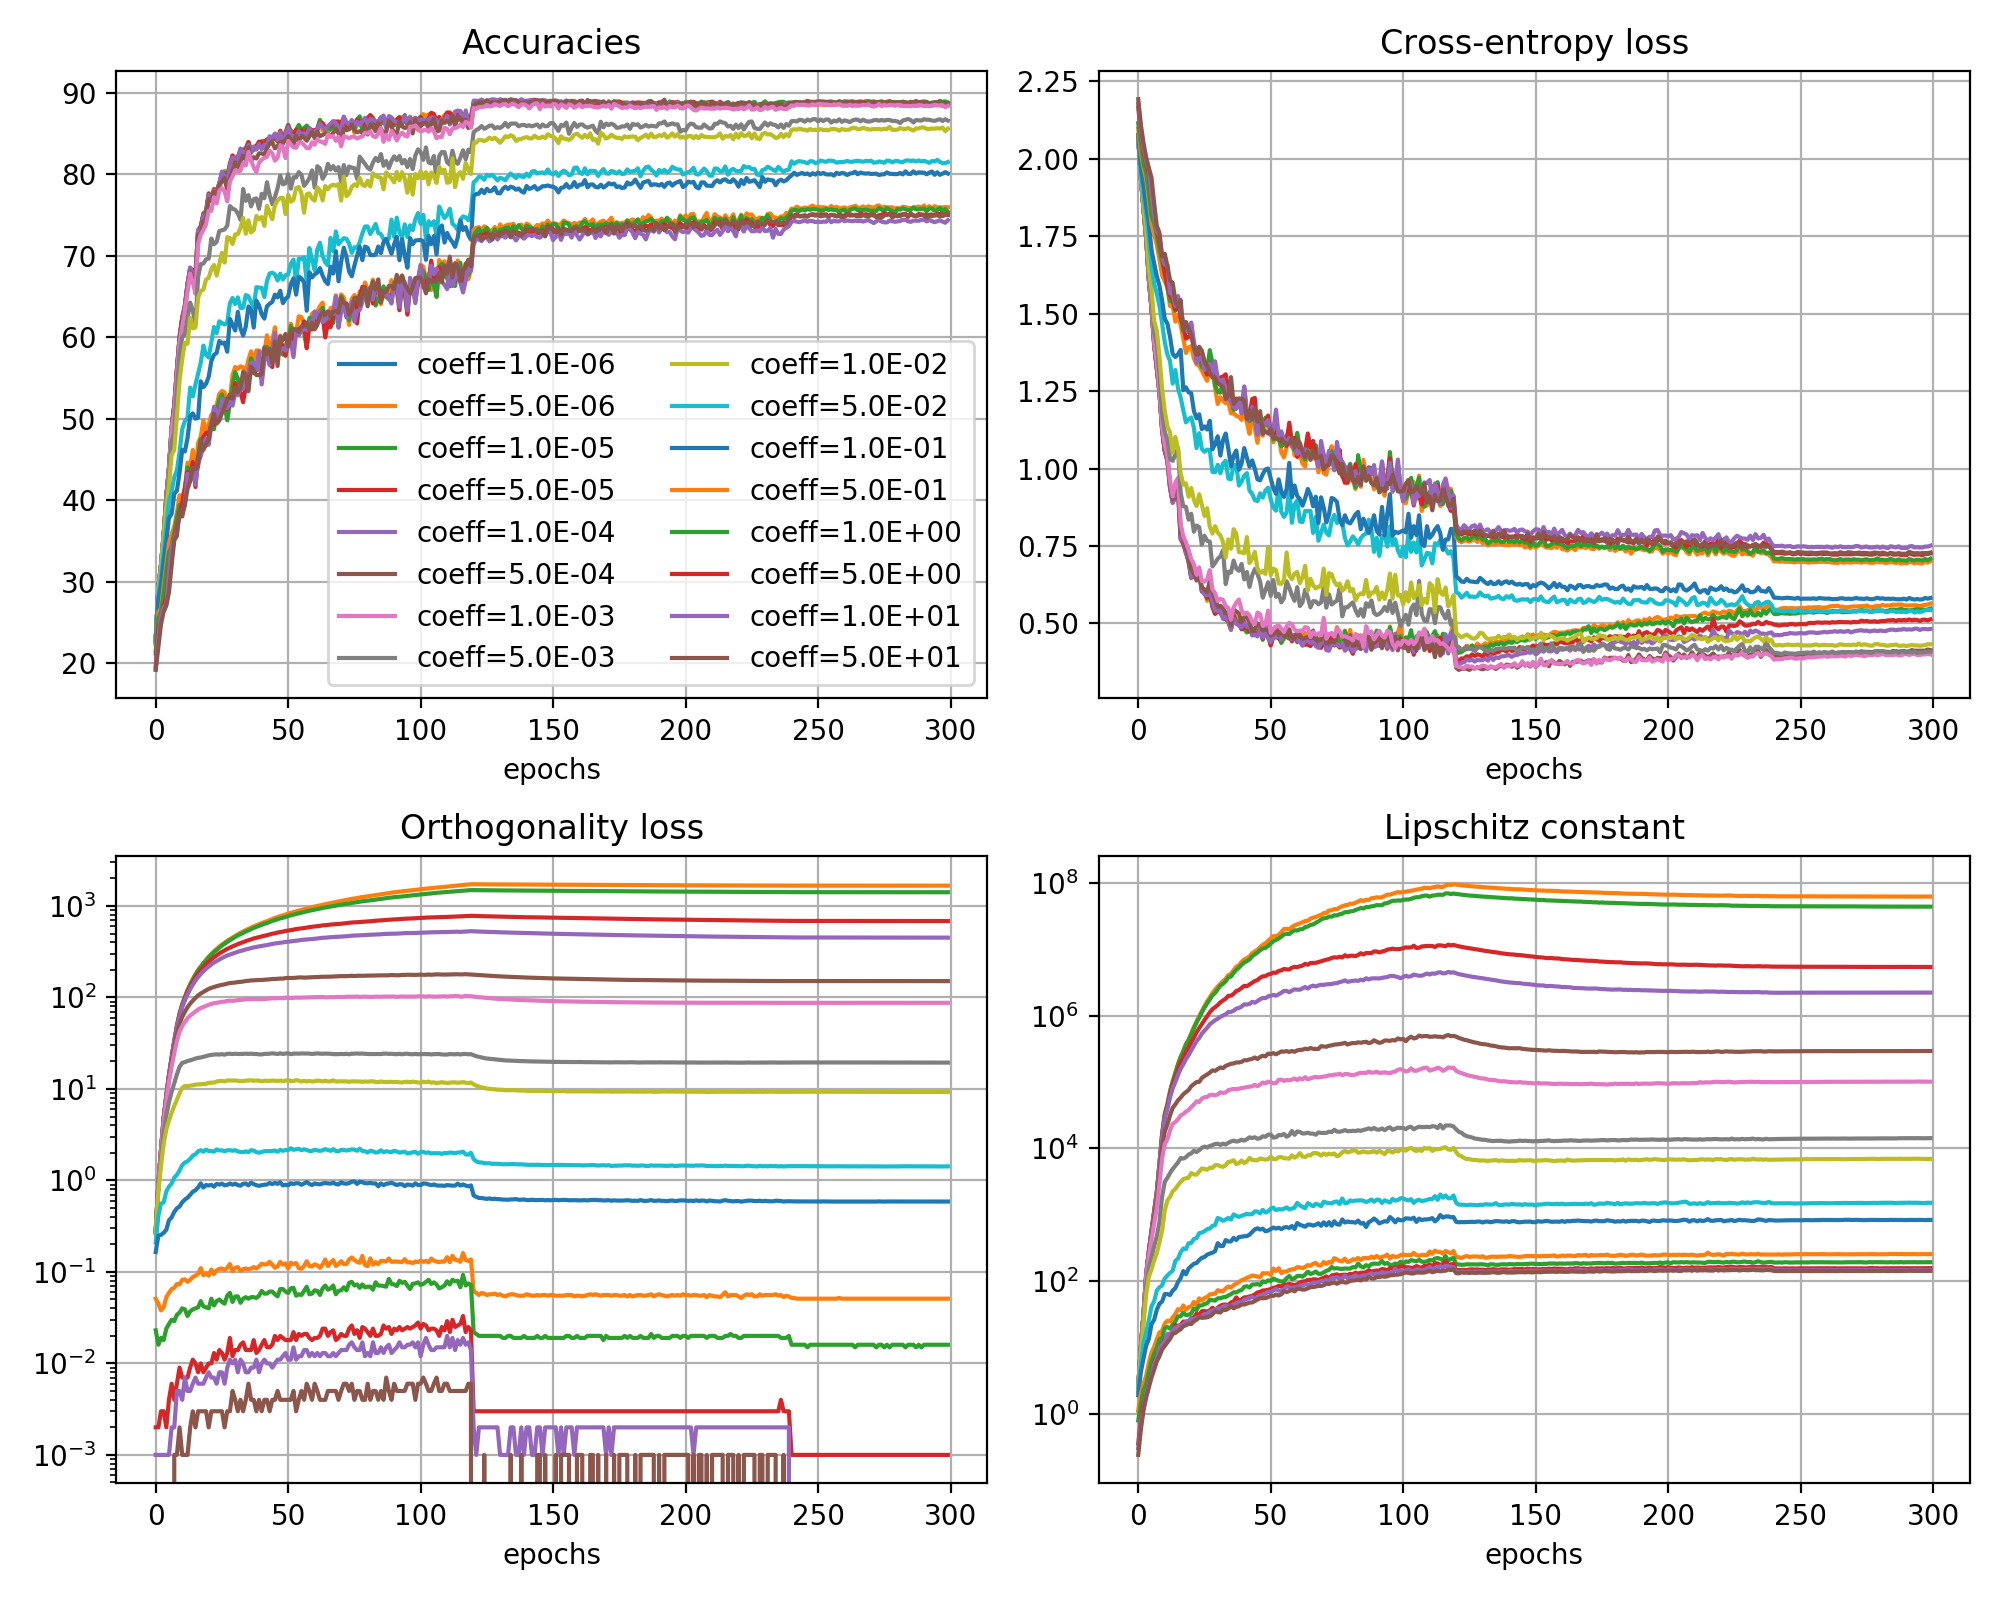 Accuracies
90
80
70
60
50
40
30
20
coeff=1.0E-06
coeff=5.0E-06
coeff=1.0E-05
coeff=5.0E-05
coeff=1.0E-04
coeff=5.0E-04
coeff=1.0E-03
coeff=5.0E-03
coeff=1.0E-02
coeff=5.0E-02
coeff=1.0E-01
coeff=5.0E-01
coeff=1.0E+00
coeff=5.0E+00
coeff=1.0E+01
coeff=5.0E+01
0 50 100 150 200 250 300
epochs
Cross-entropy loss
2.25
2.00
1.75
1.50
1.25
1.00
0.75
0.50
0 50 100 150 200 250 300
epochs
Orthogonality loss
10³
10²
10¹
10⁰
10⁻¹
10⁻²
10⁻³
0 50 100 150 200 250 300
epochs
Lipschitz constant
10⁸
10⁶
10⁴
10²
10⁰
0 50 100 150 200 250 300
epochs